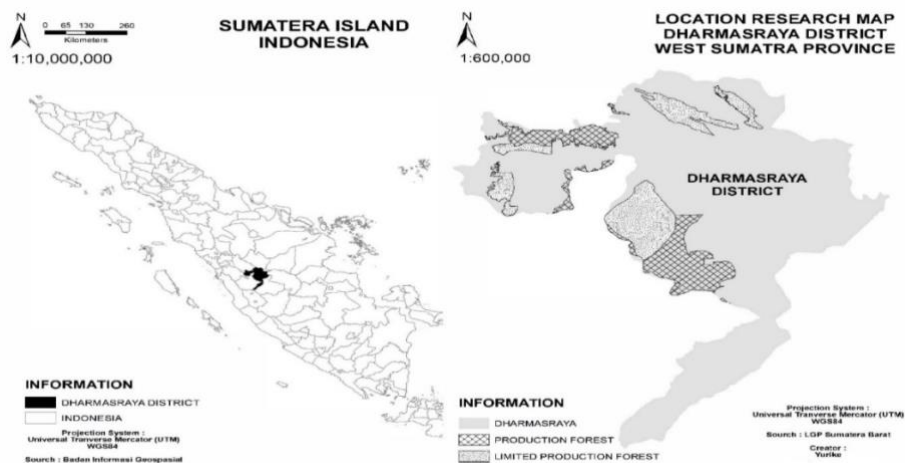 N
0 65 130 260
Kilometers
1:10,000,000
SUMATERA ISLAND
INDONESIA
INFORMATION
DHARMASRAYA DISTRICT
INDONESIA
Projection System :
Universal Tranverse Mercator (UTM)
WGS84
Sourch : Badan Informasi Geospasial
N
1:600,000
LOCATION RESEARCH MAP
DHARMASRAYA DISTRICT
WEST SUMATRA PROVINCE
DHARMASRAYA
DISTRICT
INFORMATION
DHARMASRAYA
PRODUCTION FOREST
LIMITED PRODUCTION FOREST
Projection System :
Universal Tranverse Mercator (UTM)
WGS84
Sourch : LGP Sumatera Barat
Creator :
Yurike